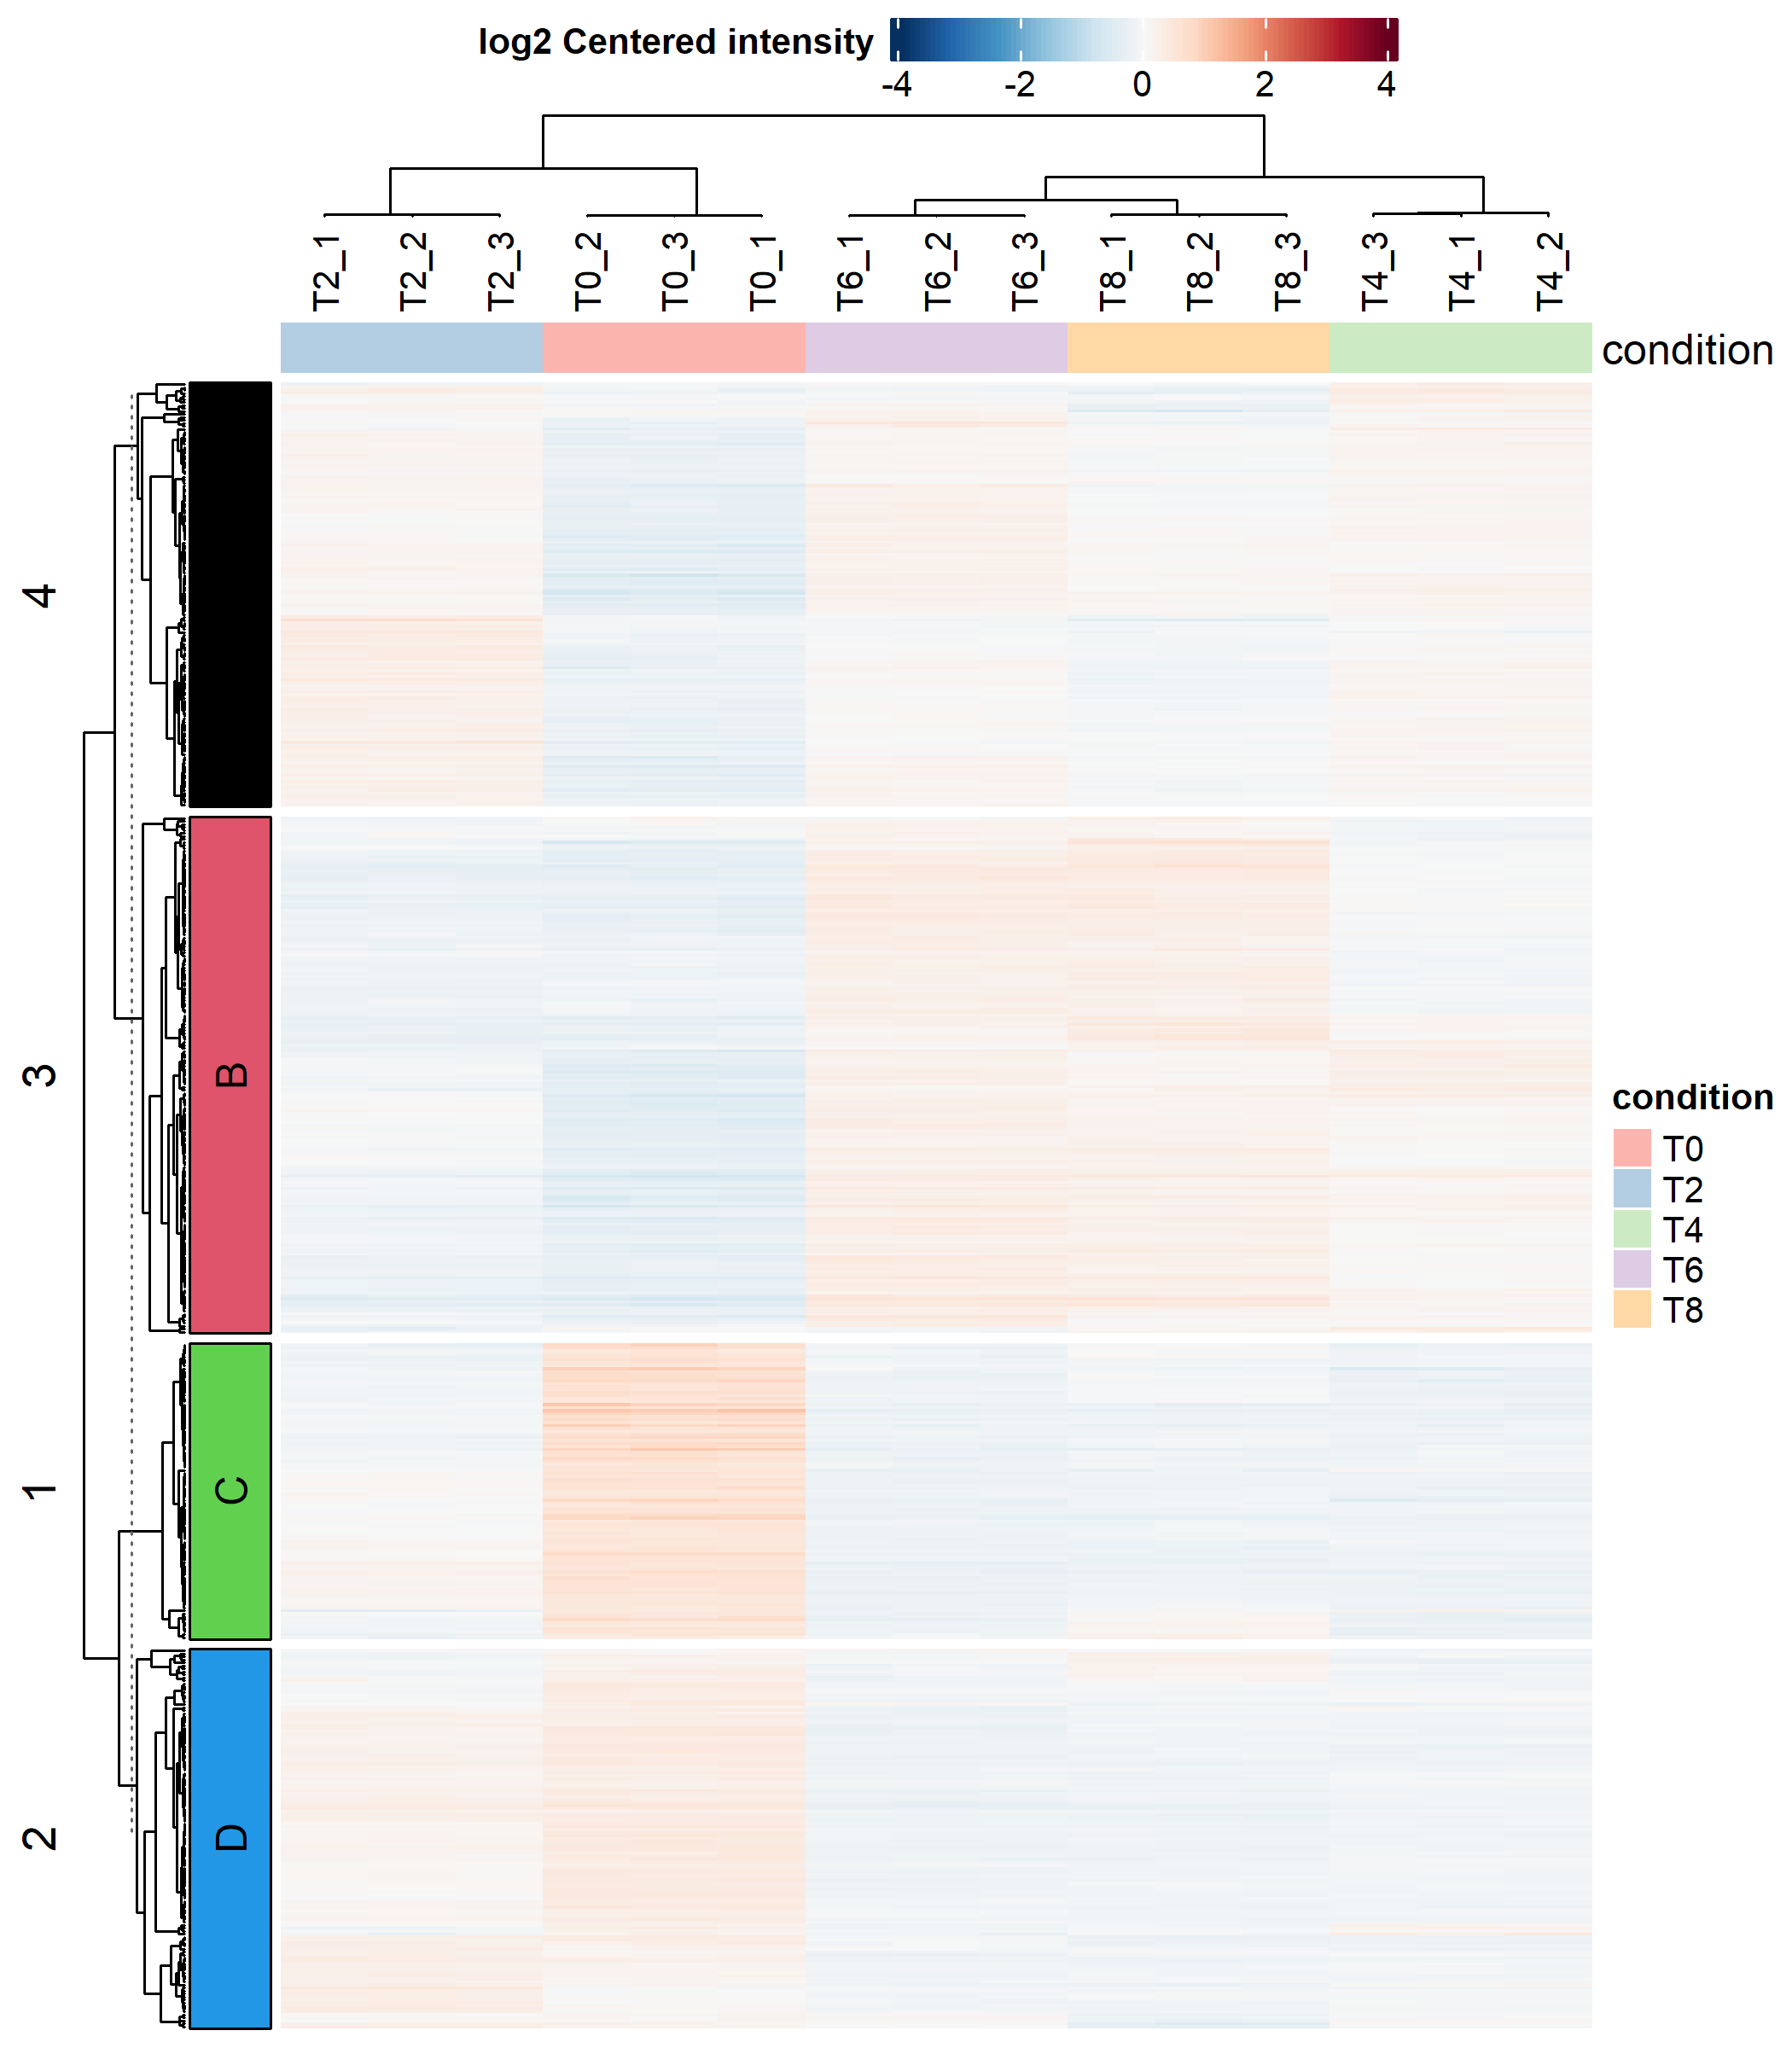 log2 Centered intensity
-4 -2 0 2 4
T2_1 T2_2 T2_3 T0_2 T0_3 T0_1 T6_1 T6_2 T6_3 T8_1 T8_2 T8_3 T4_3 T4_1 T4_2
condition
4
3
B
1
C
2
D
condition
T0
T2
T4
T6
T8